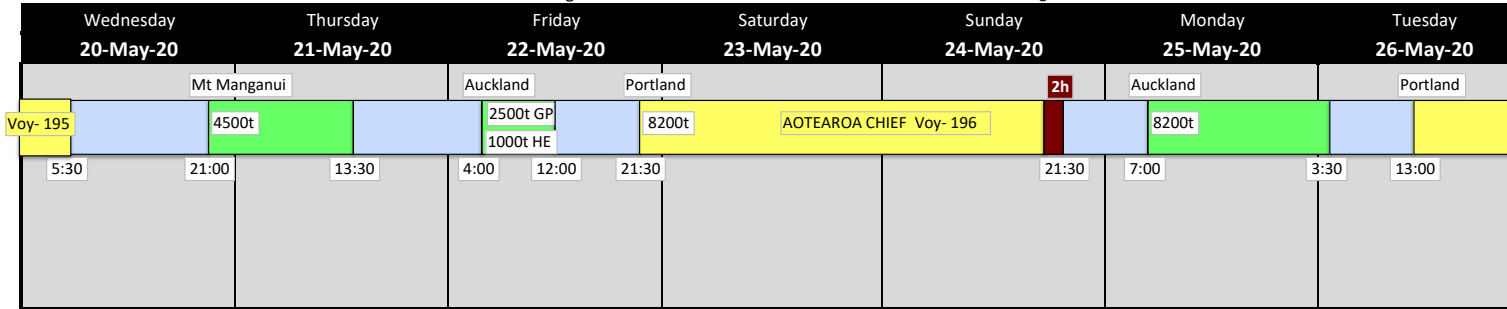 Wednesday Thursday Friday Saturday Sunday Monday Tuesday
20-May-20 21-May-20 22-May-20 23-May-20 24-May-20 25-May-20 26-May-20
Mt Manganui Auckland Portland 2h Auckland Portland
Voy- 195 4500t 2500t GP 8200t AOTEAROA CHIEF Voy- 196 8200t
1000t HE
5:30 21:00 13:30 4:00 12:00 21:30 21:30 7:00 3:30 13:00